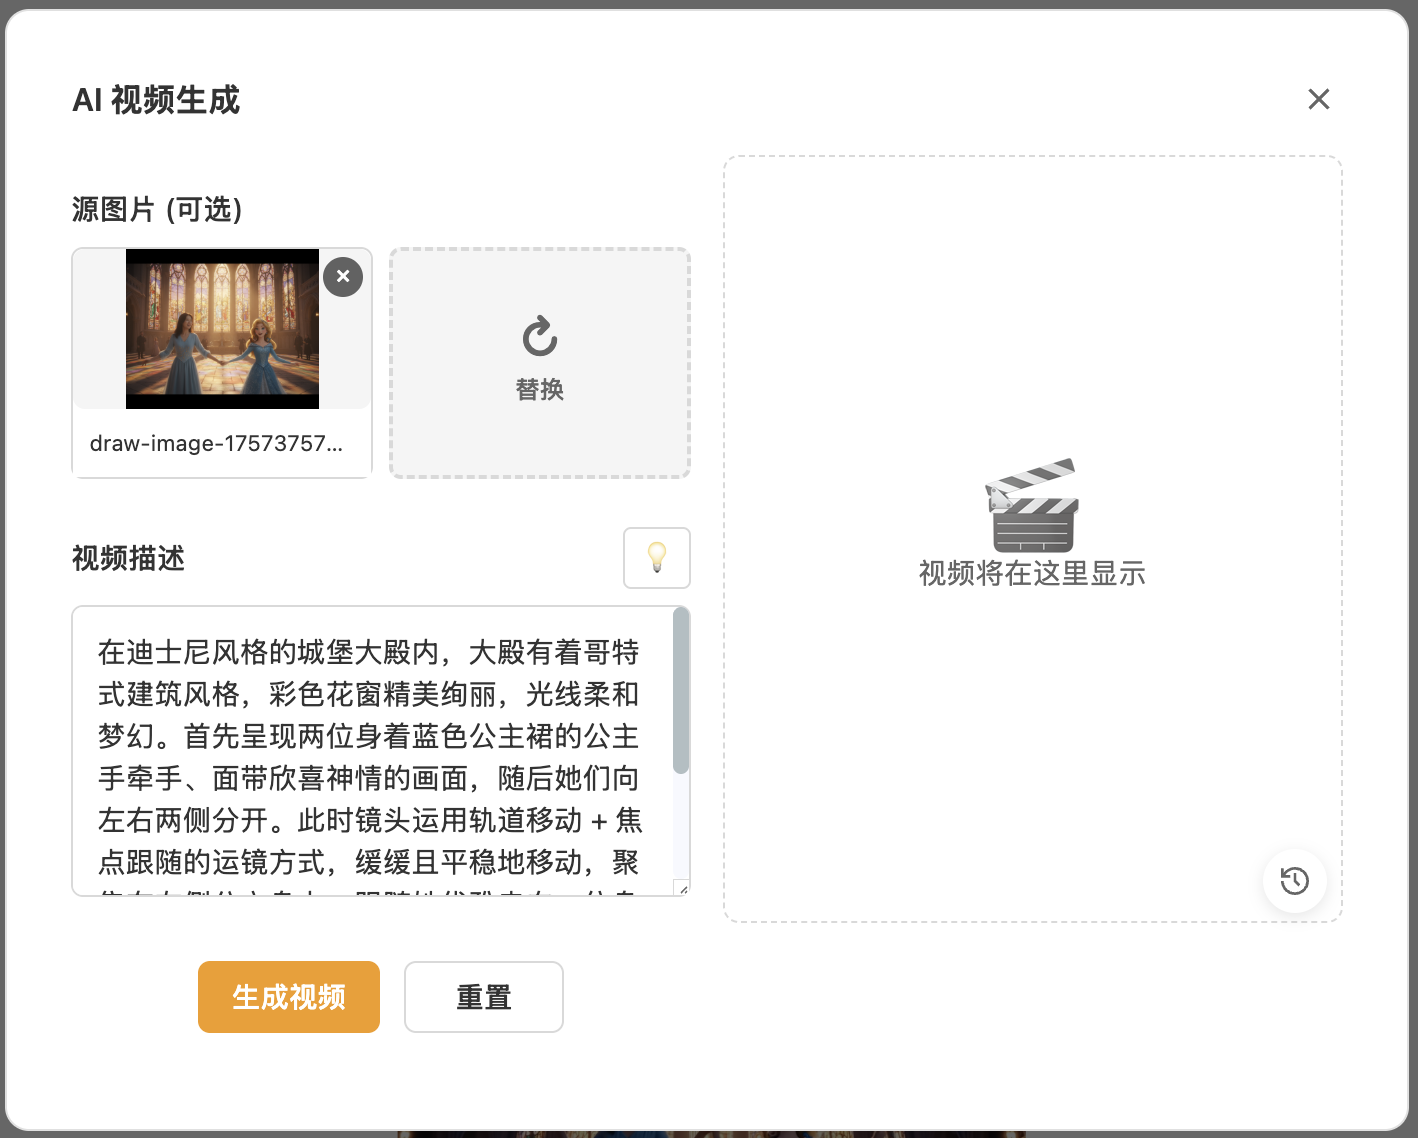 AI 视频生成
源图片 (可选)
draw-image-17573757...
替换
视频描述
在迪士尼风格的城堡大殿内，大殿有着哥特
式建筑风格，彩色花窗精美绚丽，光线柔和
梦幻。首先呈现两位身着蓝色公主裙的公主
手牵手、面带欣喜神情的画面，随后她们向
左右两侧分开。此时镜头运用轨道移动 + 焦
点跟随的运镜方式，缓缓且平稳地移动，聚
生成视频
重置
视频将在这里显示